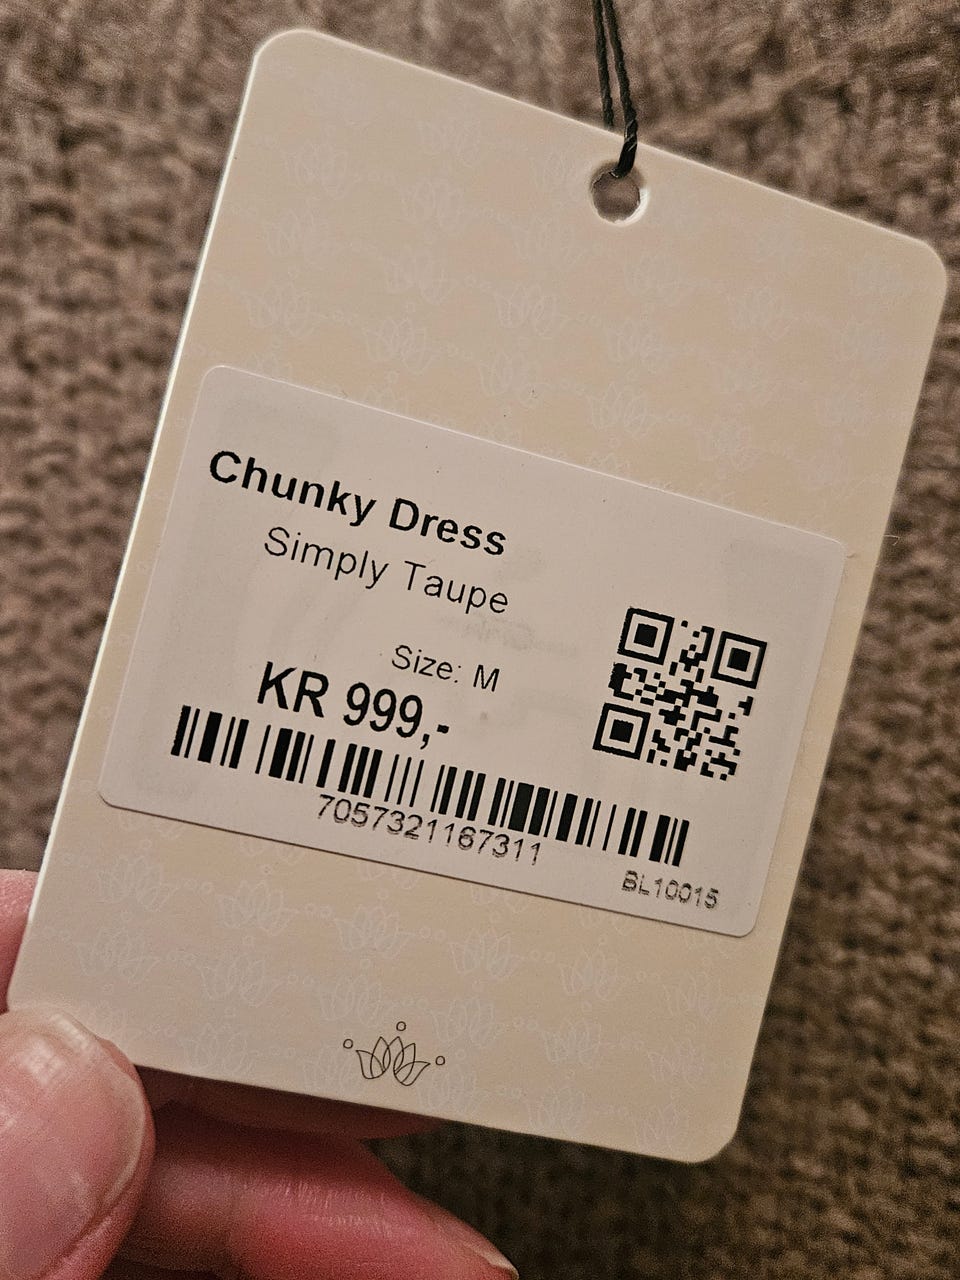 Chunky Dress
Simply Taupe
Size: M
KR 999,-
7057321167311
BL10015